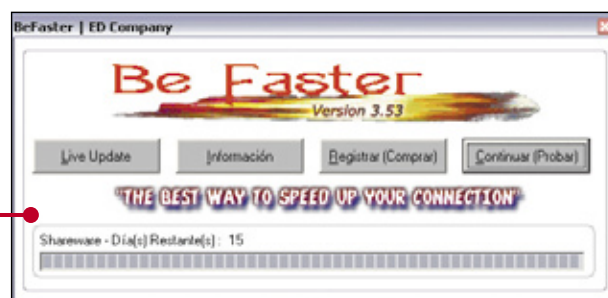 BeFaster | ED Company
Be Faster
Version 3.53
Live Update Información Registrar (Comprar) Continuar (Probar)
"THE BEST WAY TO SPEED UP YOUR CONNECTION"
Shareware - Día(s) Restante(s) : 15